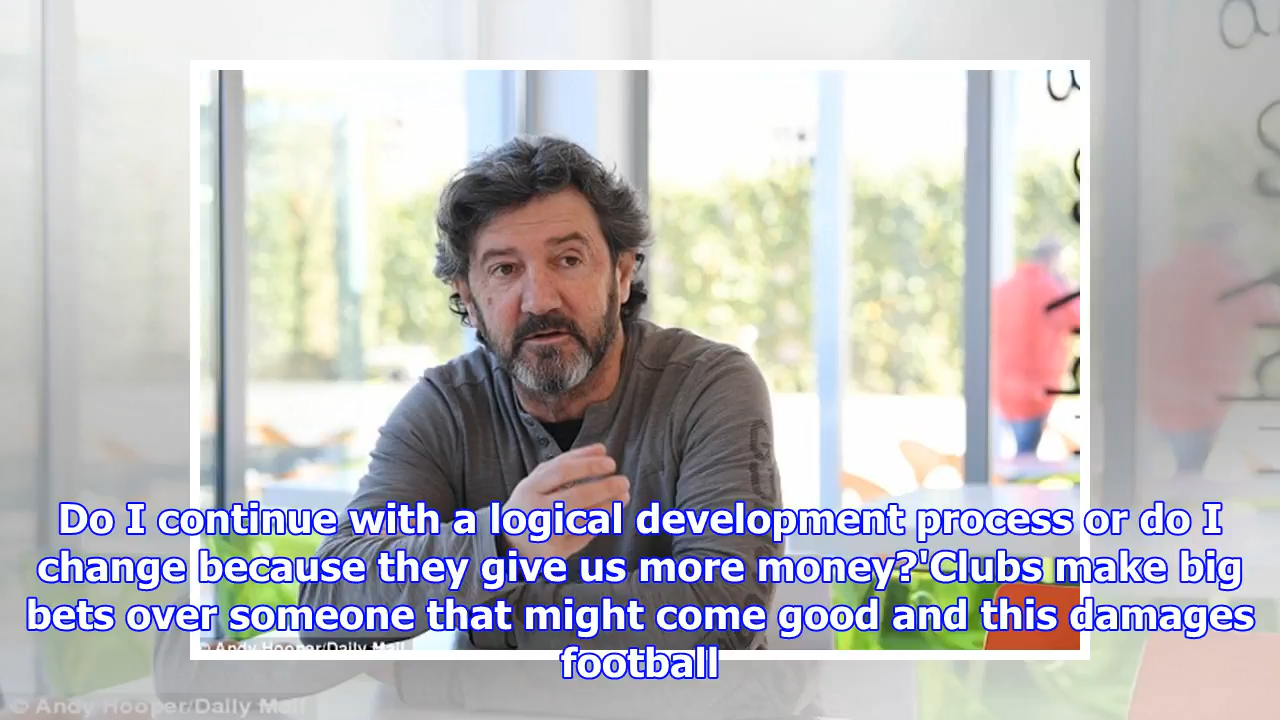 Do I continue with a logical development process or do I
change because they give us more money?'Clubs make big
bets over someone that might come good and this damages
football
© Andy Hooper/Daily Mail
© Andy Hooper/Daily Mail